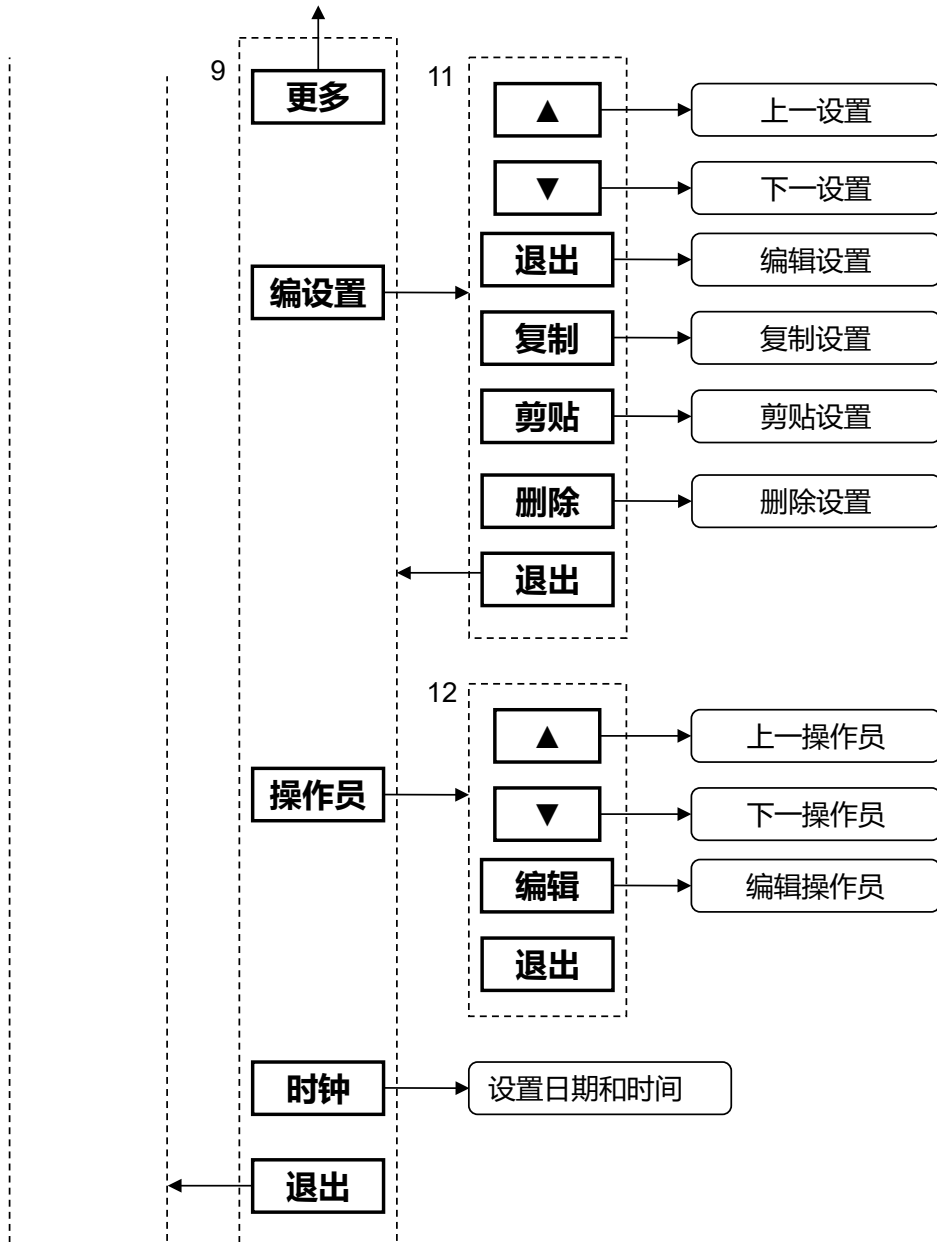 9
更多
编设置
操作员
时钟
退出
11
▲
上一设置
▼
下一设置
退出
编辑设置
复制
复制设置
剪贴
剪贴设置
删除
删除设置
退出
12
▲
上一操作员
▼
下一操作员
编辑
编辑操作员
退出
设置日期和时间